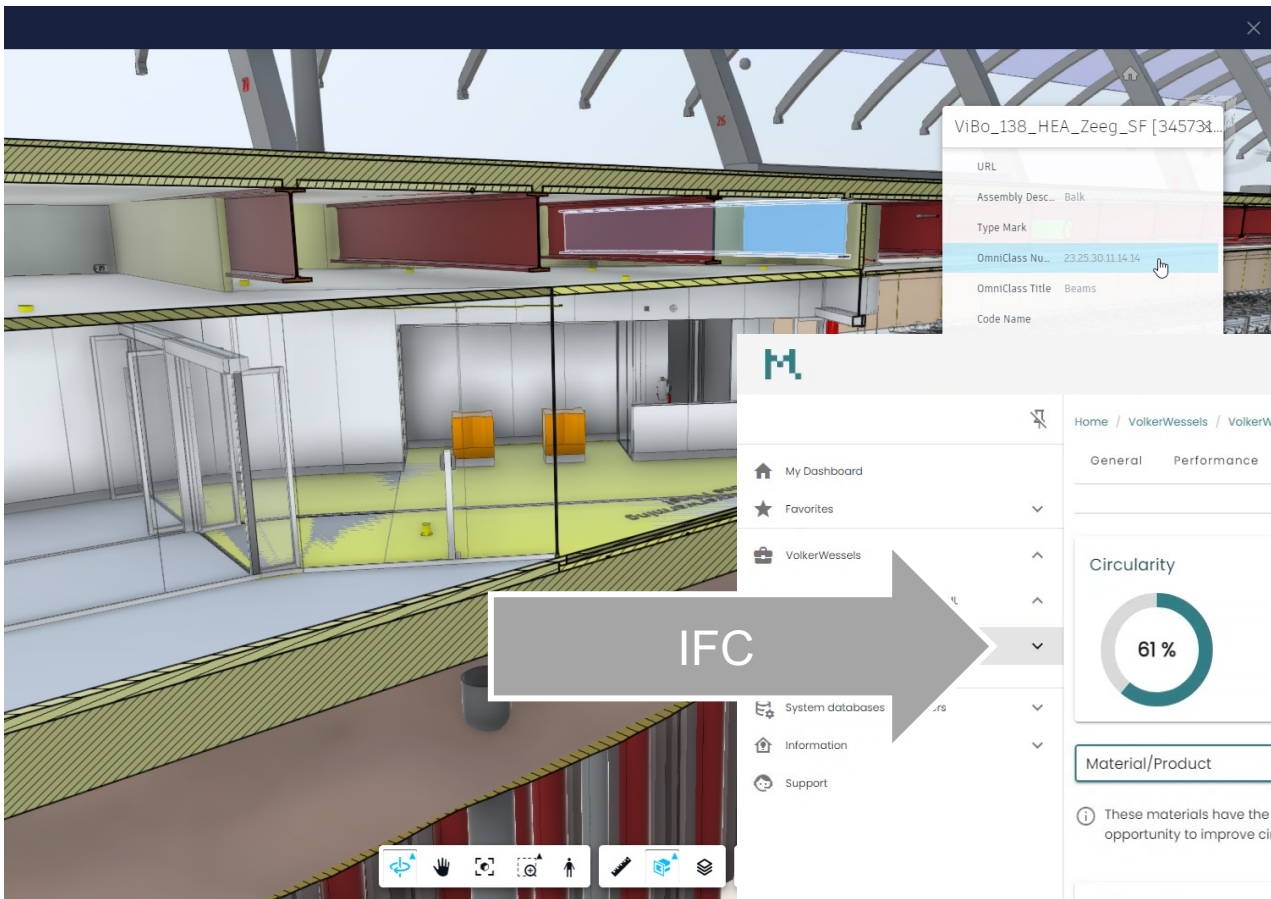 26
ViBo_138_HEA_Zeeg_SF [345731...
URL
Assembly Desc... Balk
Type Mark
OmniClass Nu... 23.25.30.11.14.14
OmniClass Title Beams
Code Name
M.
Home / VolkerWessels / VolkerW
General Performance
My Dashboard
Favorites
VolkerWessels
IFC
Circularity
61 %
System databases
rs
Information
Support
Material/Product
These materials have the
opportunity to improve ci